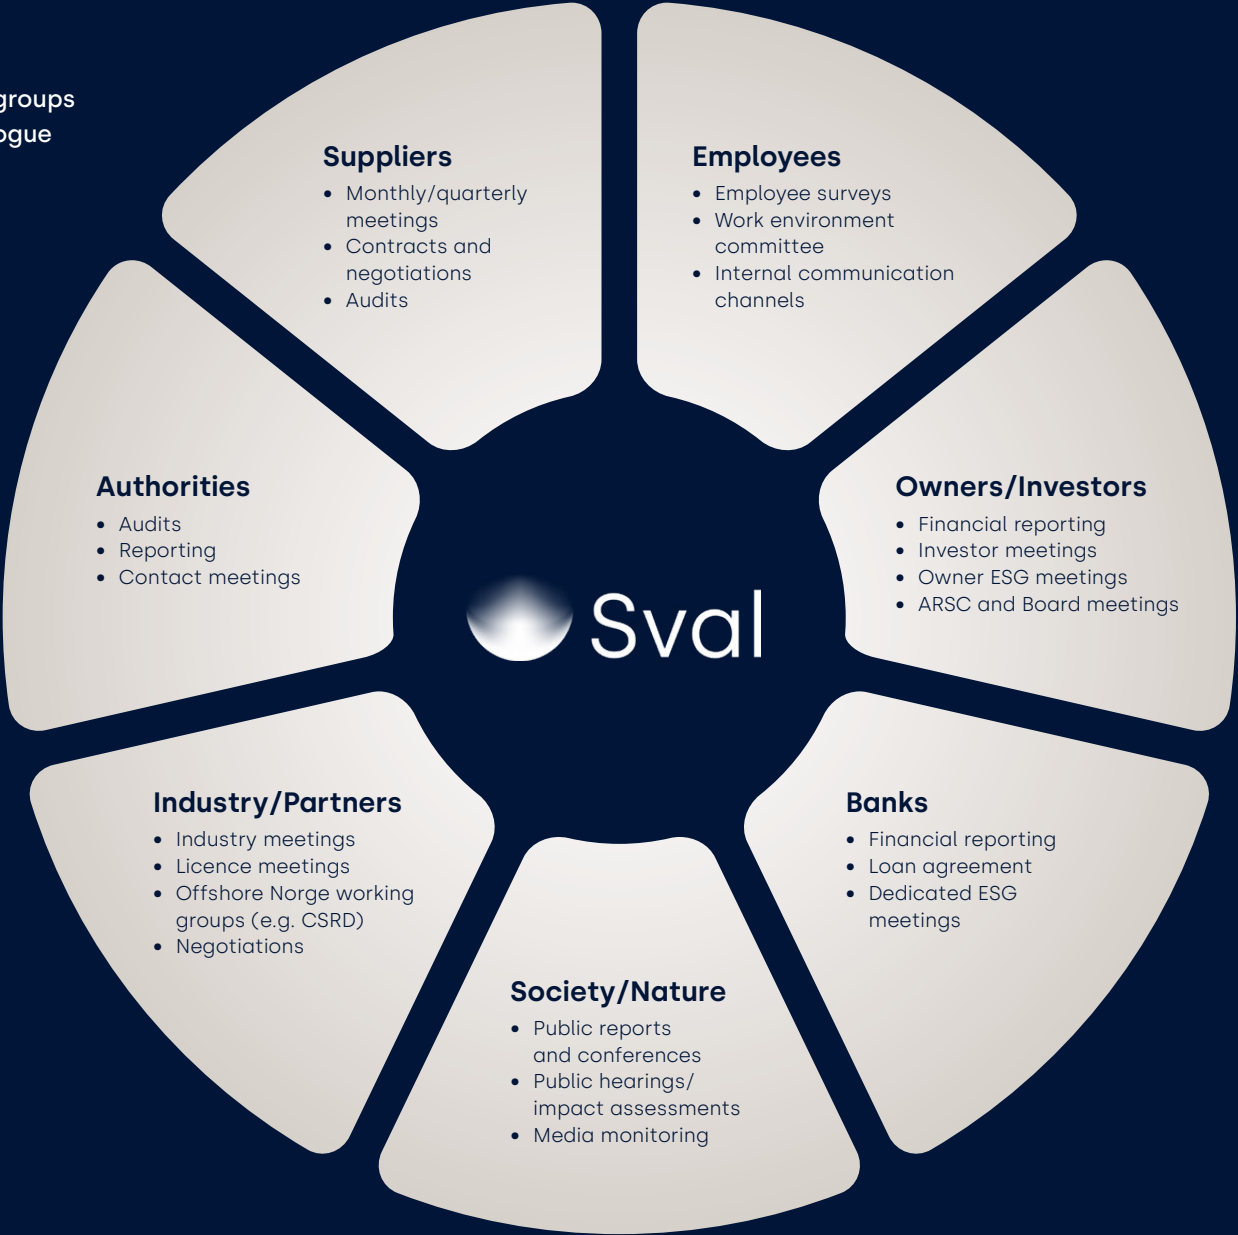 groups
Suppliers
• Monthly/quarterly
meetings
• Contracts and
negotiations
• Audits
Employees
• Employee surveys
• Work environment
committee
• Internal communication
channels
Authorities
• Audits
• Reporting
• Contact meetings
Owners/Investors
• Financial reporting
• Investor meetings
• Owner ESG meetings
• ARSC and Board meetings
Sval
Industry/Partners
• Industry meetings
• Licence meetings
• Offshore Norge working
groups (e.g. CSRD)
• Negotiations
Banks
• Financial reporting
• Loan agreement
• Dedicated ESG
meetings
Society/Nature
• Public reports
and conferences
• Public hearings/
impact assessments
• Media monitoring